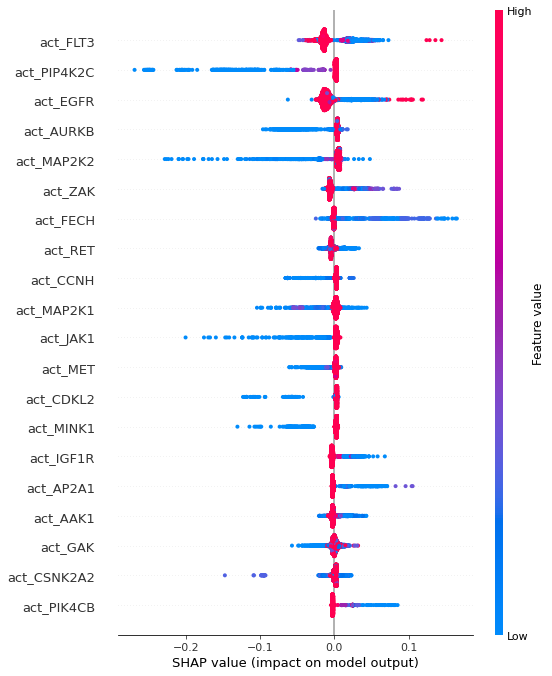 High
act_FLT3
act_PIP4K2C
act_EGFR
act_AURKB
act_MAP2K2
act_ZAK
act_FECH
act_RET
act_CCNH
act_MAP2K1
act_JAK1
act_MET
act_CDKL2
act_MINK1
act_IGF1R
act_AP2A1
act_AAK1
act_GAK
act_CSNK2A2
act_PIK4CB
Feature value
Low
−0.2 −0.1 0.0 0.1
SHAP value (impact on model output)